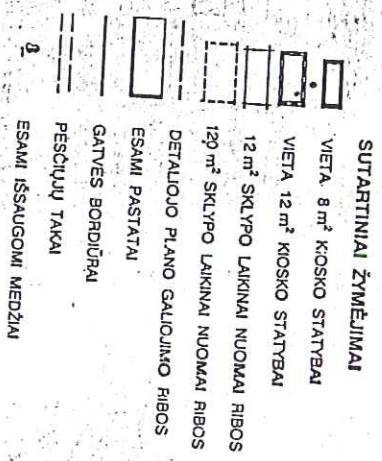 SUTARTINIAI ŽYMĖJIMAI
VIETA 8 m² KIOSKO STATYBAI
VIETA 12 m² KIOSKO STATYBAI
12 m² SKLYPO LAIKINAI NUOMAI RIBOS
120 m² SKLYPO LAIKINAI NUOMAI RIBOS
DETALIOJO PLANO GALIOJIMO RIBOS
ESAMI PASTATAI
GATVĖS BORDIŪRAI
PĖSČIŲJŲ TAKAI
ESAMI IŠSAUGOMI MEDŽIAI